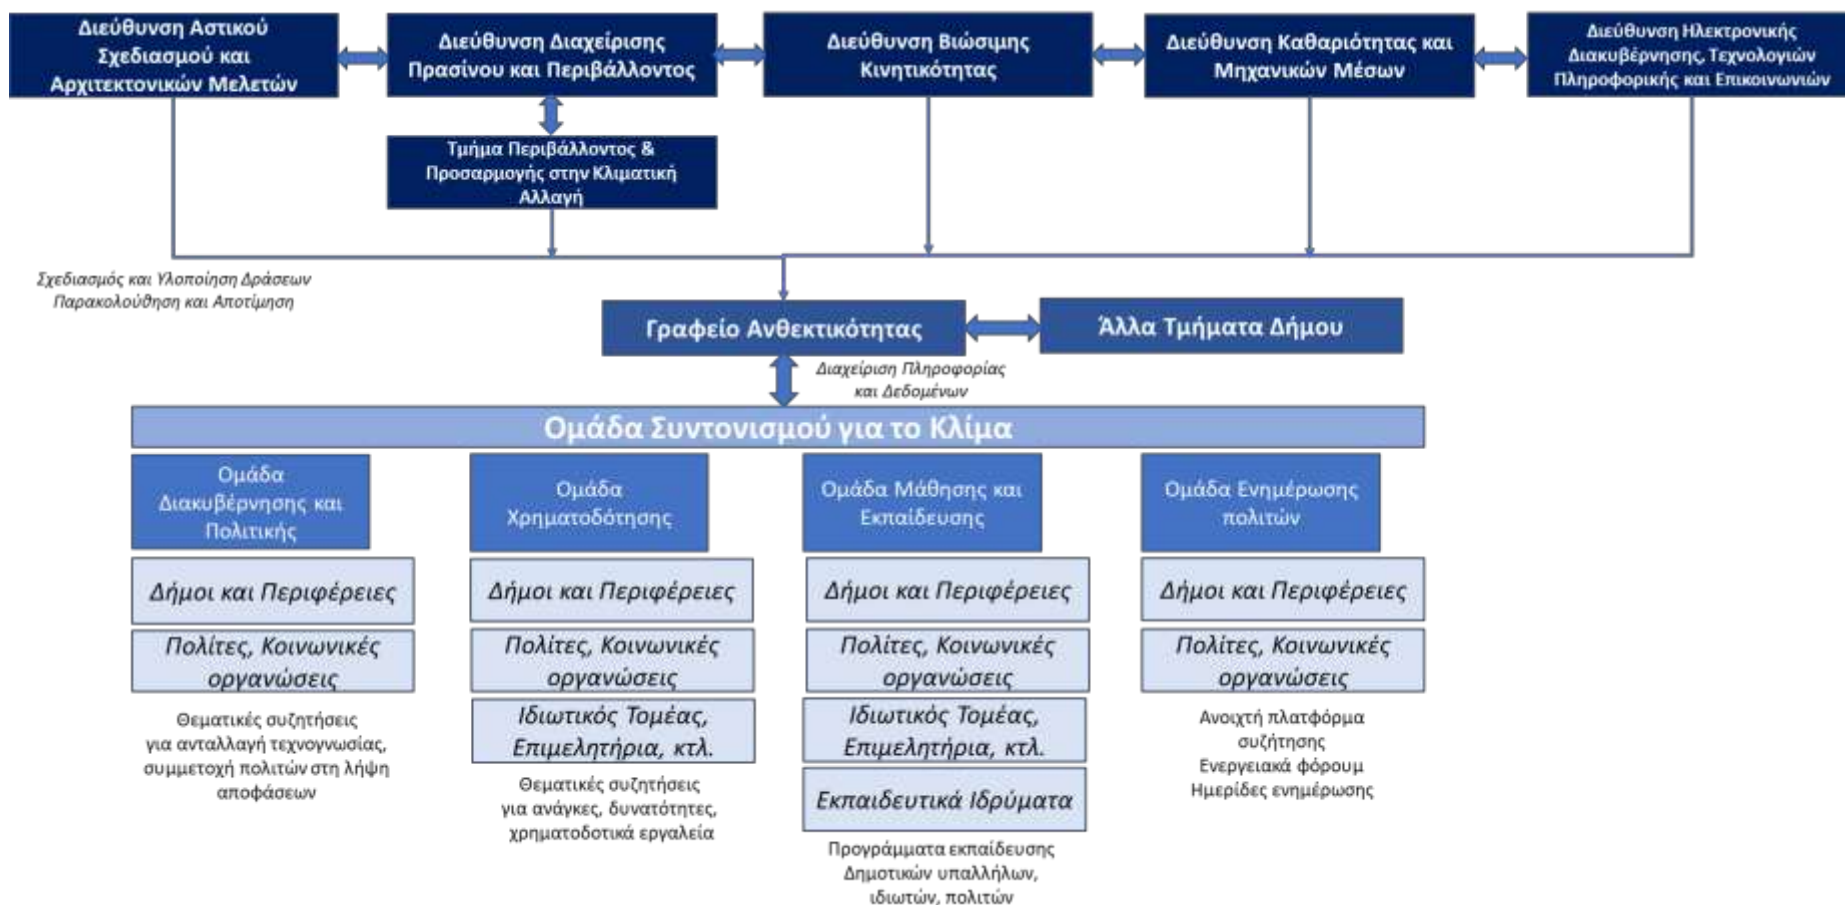 Διεύθυνση Αστικού
Σχεδιασμού και
Αρχιτεκτονικών Μελετών
Διεύθυνση Διαχείρισης
Πρασίνου και Περιβάλλοντος
Διεύθυνση Βιώσιμης
Κινητικότητας
Διεύθυνση Καθαριότητας και
Μηχανικών Μέσων
Διεύθυνση Ηλεκτρονικής
Διακυβέρνησης, Τεχνολογιών
Πληροφορικής και Επικοινωνιών
Τμήμα Περιβάλλοντος &
Προσαρμογής στην Κλιματική
Αλλαγή
Σχεδιασμός και Υλοποίηση Δράσεων
Παρακολούθηση και Αποτίμηση
Γραφείο Ανθεκτικότητας
Άλλα Τμήματα Δήμου
Διαχείριση Πληροφορίας
και Δεδομένων
Ομάδα Συντονισμού για το Κλίμα
Ομάδα
Διακυβέρνησης και
Πολιτικής
Δήμοι και Περιφέρειες
Πολίτες, Κοινωνικές
οργανώσεις
Θεματικές συζητήσεις
για ανταλλαγή τεχνογνωσίας,
συμμετοχή πολιτών στη λήψη
αποφάσεων
Ομάδα
Χρηματοδότησης
Δήμοι και Περιφέρειες
Πολίτες, Κοινωνικές
οργανώσεις
Ιδιωτικός Τομέας,
Επιμελητήρια, κτλ.
Θεματικές συζητήσεις
για ανάγκες, δυνατότητες,
χρηματοδοτικά εργαλεία
Ομάδα Μάθησης και
Εκπαίδευσης
Δήμοι και Περιφέρειες
Πολίτες, Κοινωνικές
οργανώσεις
Ιδιωτικός Τομέας,
Επιμελητήρια, κτλ.
Εκπαιδευτικά Ιδρύματα
Προγράμματα εκπαίδευσης
Δημοτικών υπαλλήλων,
ιδιωτών, πολιτών
Ομάδα Ενημέρωσης
πολιτών
Δήμοι και Περιφέρειες
Πολίτες, Κοινωνικές
οργανώσεις
Ανοιχτή πλατφόρμα
συζήτησης
Ενεργειακά φόρουμ
Ημερίδες ενημέρωσης